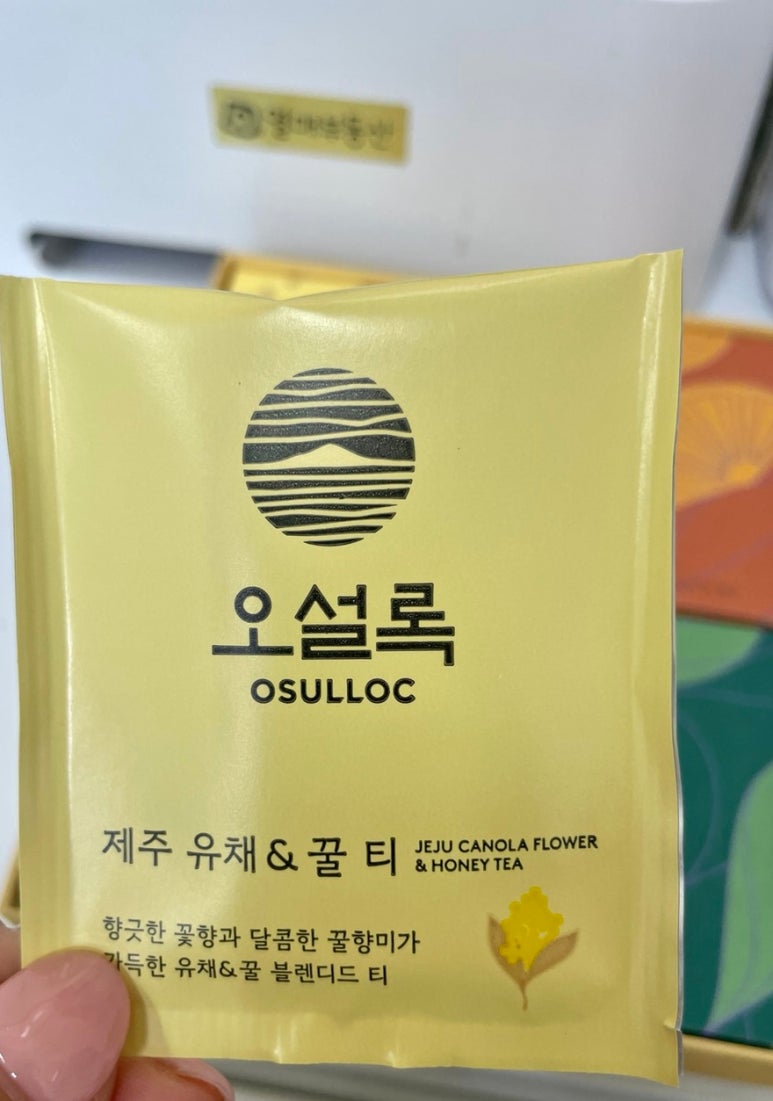 오설록
OSULLOC
제주 유채 & 꿀 티
JEJU CANOLA FLOWER
& HONEY TEA
향긋한 꽃향과 달콤한 꿀향미가
가득한 유채&꿀 블렌디드 티